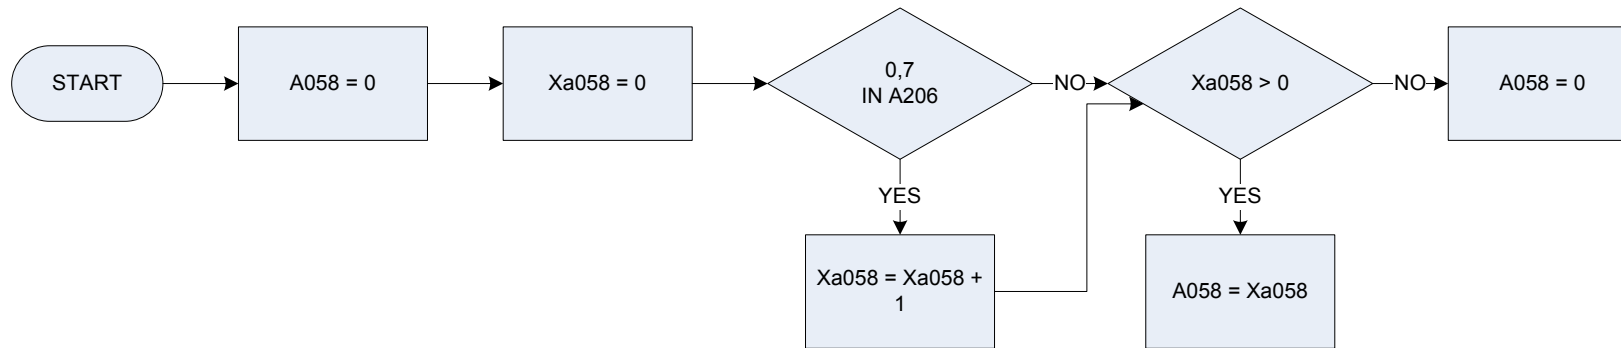 START
A058 = 0
Xa058 = 0
0,7
IN A206
NO
Xa058 > 0
NO
A058 = 0
YES
YES
Xa058 = Xa058 +
1
A058 = Xa058